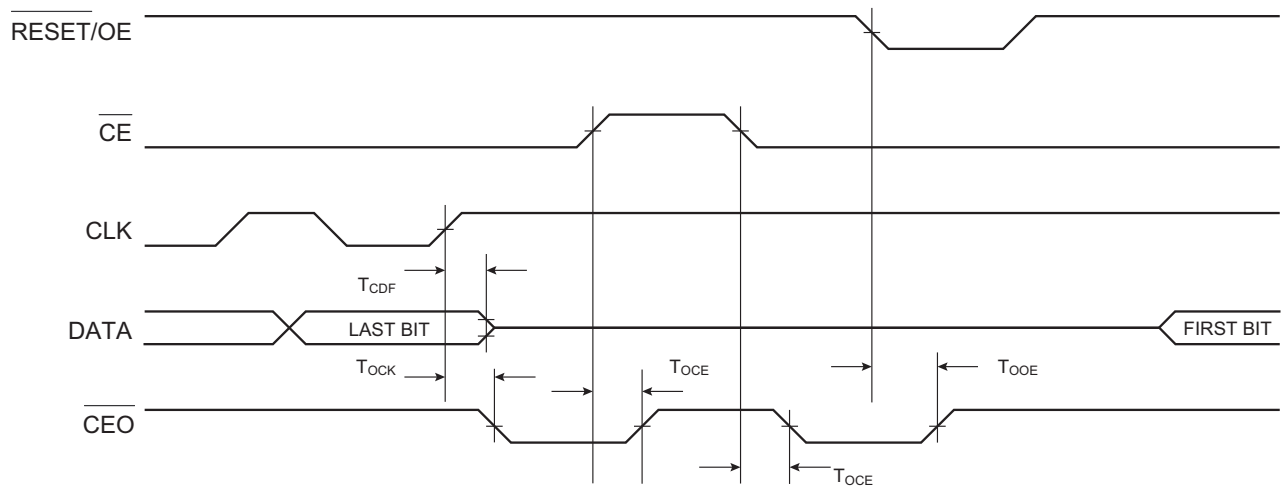 RESET/OE
CE
CLK
TCDF
DATA LAST BIT FIRST BIT
TOCK TOCE TOOE
CEO
TOCE